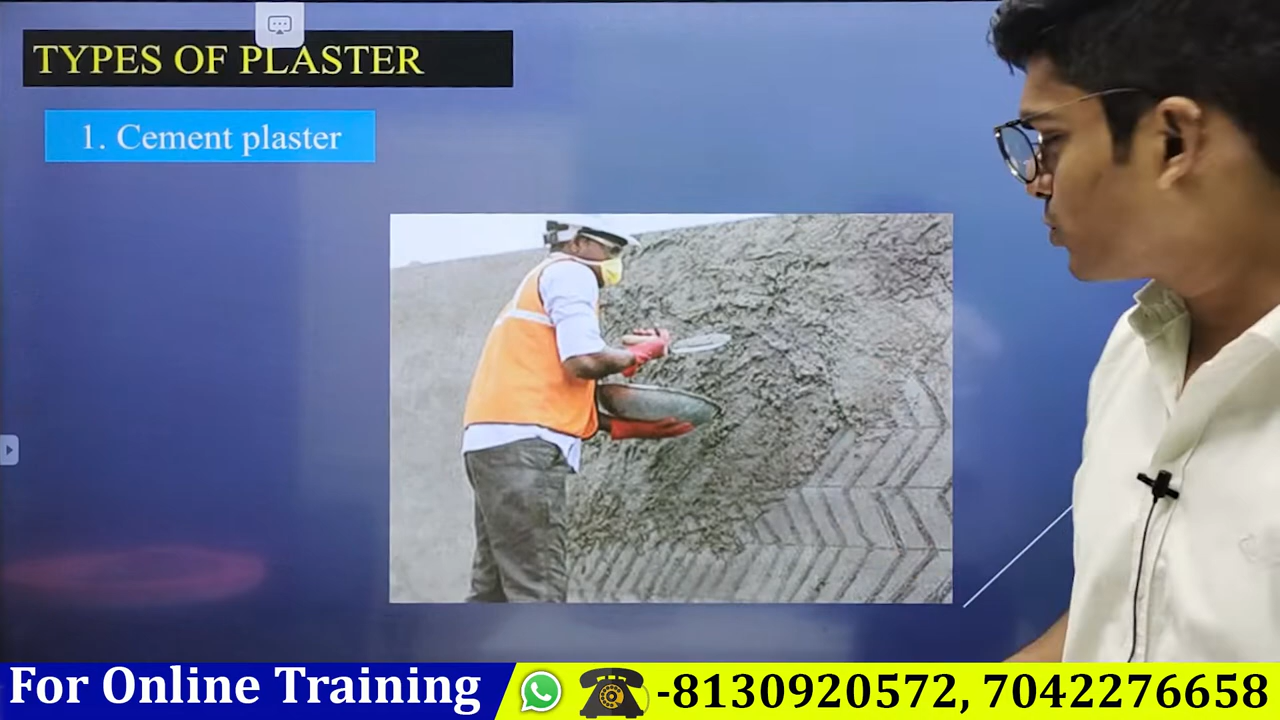 TYPES OF PLASTER
1. Cement plaster
For Online Training
-8130920572, 7042276658